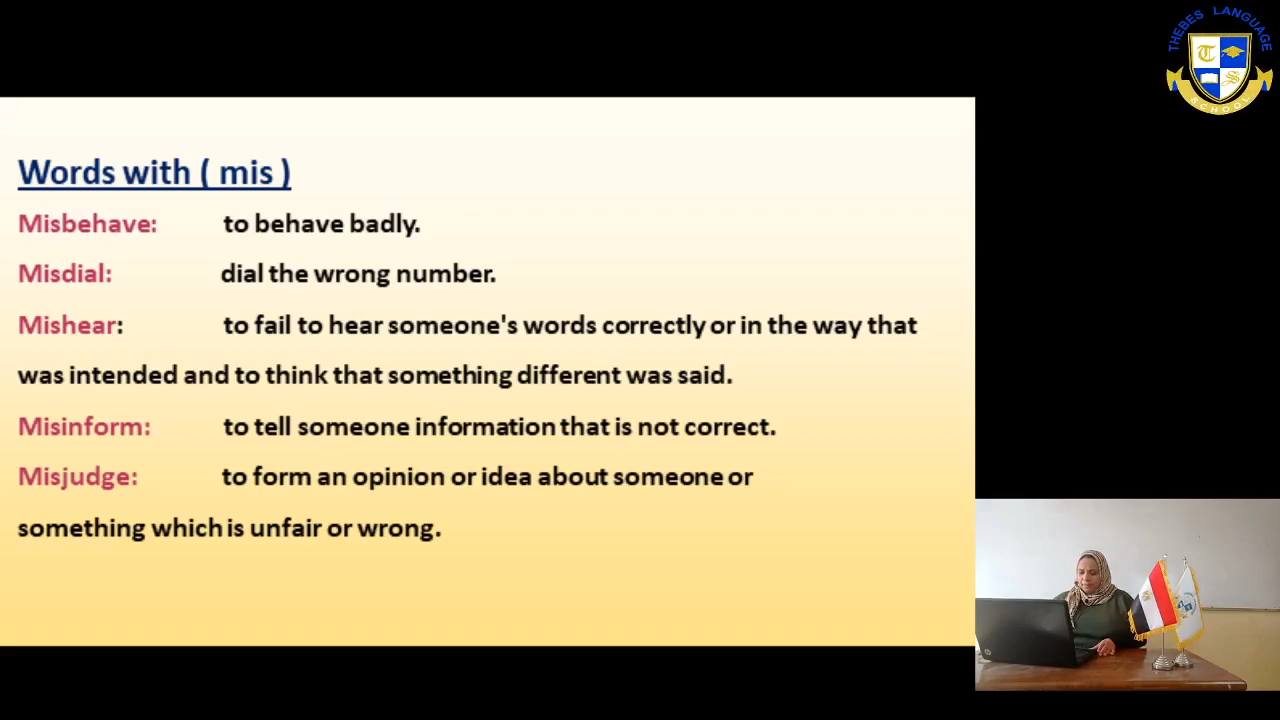 THEBES LANGUAGE
SCHOOL
Words with ( mis )
Misbehave: to behave badly.
Misdial: dial the wrong number.
Mishear: to fail to hear someone's words correctly or in the way that
was intended and to think that something different was said.
Misinform: to tell someone information that is not correct.
Misjudge: to form an opinion or idea about someone or
something which is unfair or wrong.